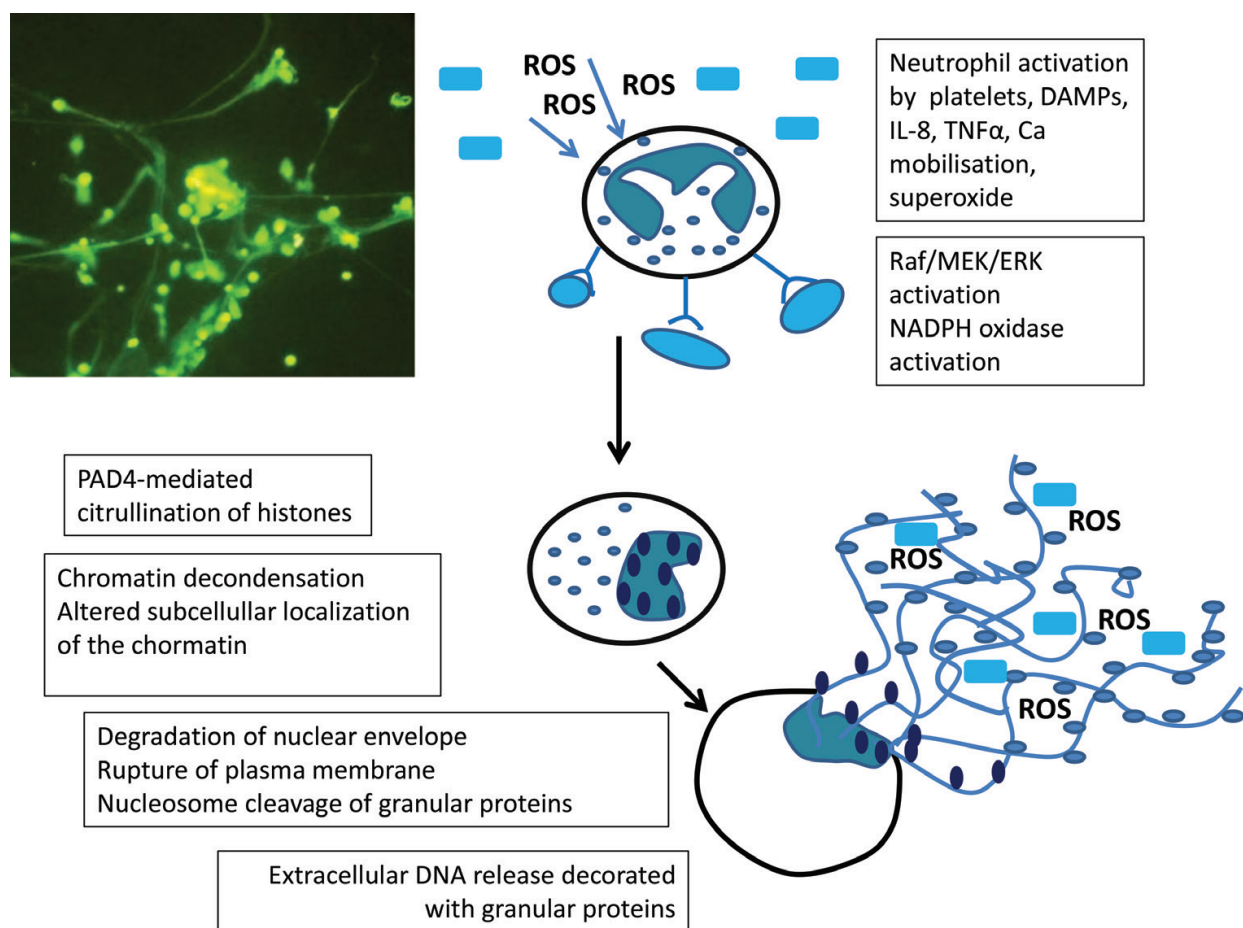 ROS
ROS
ROS
Neutrophil activation
by platelets, DAMPs,
IL-8, TNFα, Ca
mobilisation,
superoxide
Raf/MEK/ERK
activation
NADPH oxidase
activation
PAD4-mediated
citrullination of histones
Chromatin decondensation
Altered subcellullar localization
of the chormatin
ROS
ROS
ROS
ROS
Degradation of nuclear envelope
Rupture of plasma membrane
Nucleosome cleavage of granular proteins
Extracellular DNA release decorated
with granular proteins